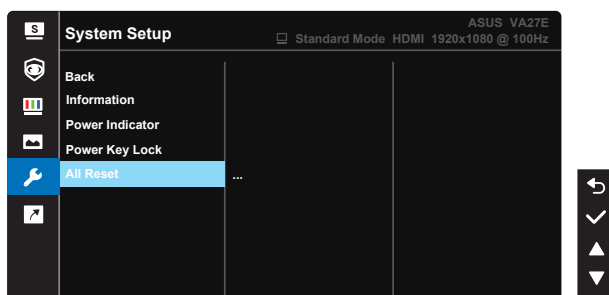 S
System Setup
ASUS VA27E
Standard Mode HDMI 1920x1080 @ 100Hz
Back
Information
Power Indicator
Power Key Lock
All Reset ...